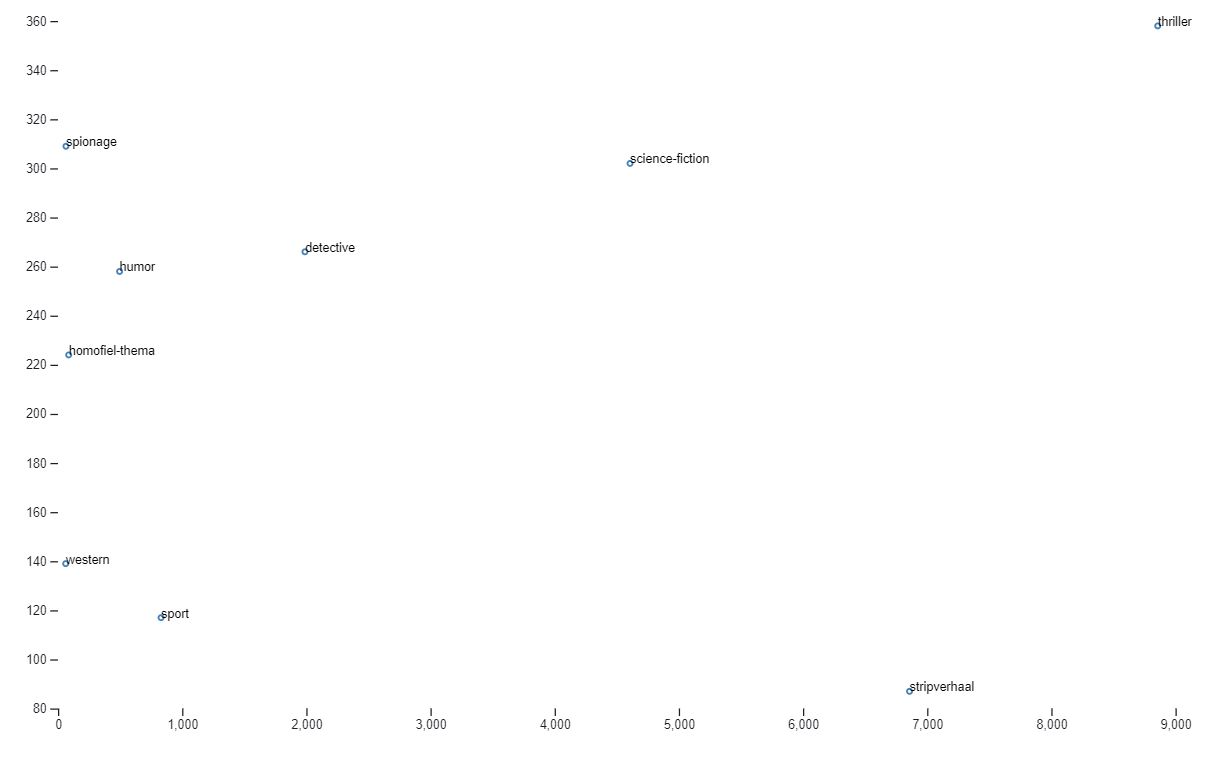 360
thriller
340
320
spionage
science-fiction
300
280
detective
humor
260
240
homofiel-thema
220
200
180
160
western
140
sport
120
100
stripverhaal
80
0 1,000 2,000 3,000 4,000 5,000 6,000 7,000 8,000 9,000